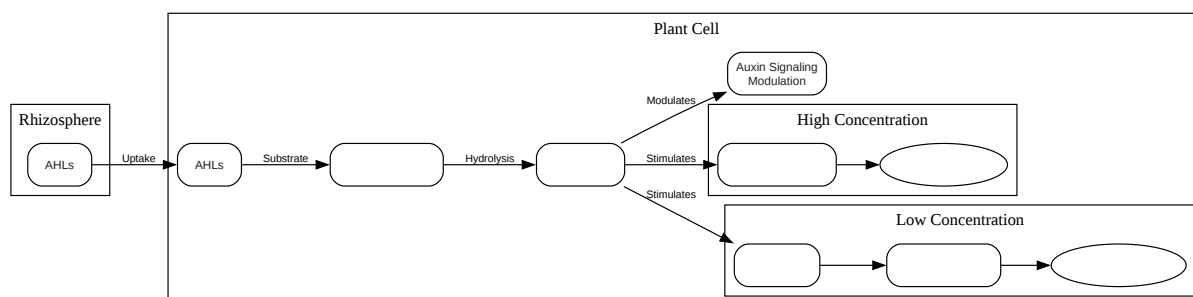 Plant Cell
Auxin Signaling
Modulation
Modulates
Rhizosphere
High Concentration
AHLs
Uptake
AHLs
Substrate
Hydrolysis
Stimulates
Stimulates
Low Concentration